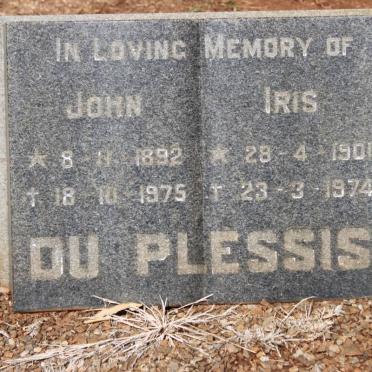 In Loving Memory of
John Iris
★ 8-11-1892 ★ 28-4-1901
† 18-10-1975 † 23-3-1974
DU PLESSIS